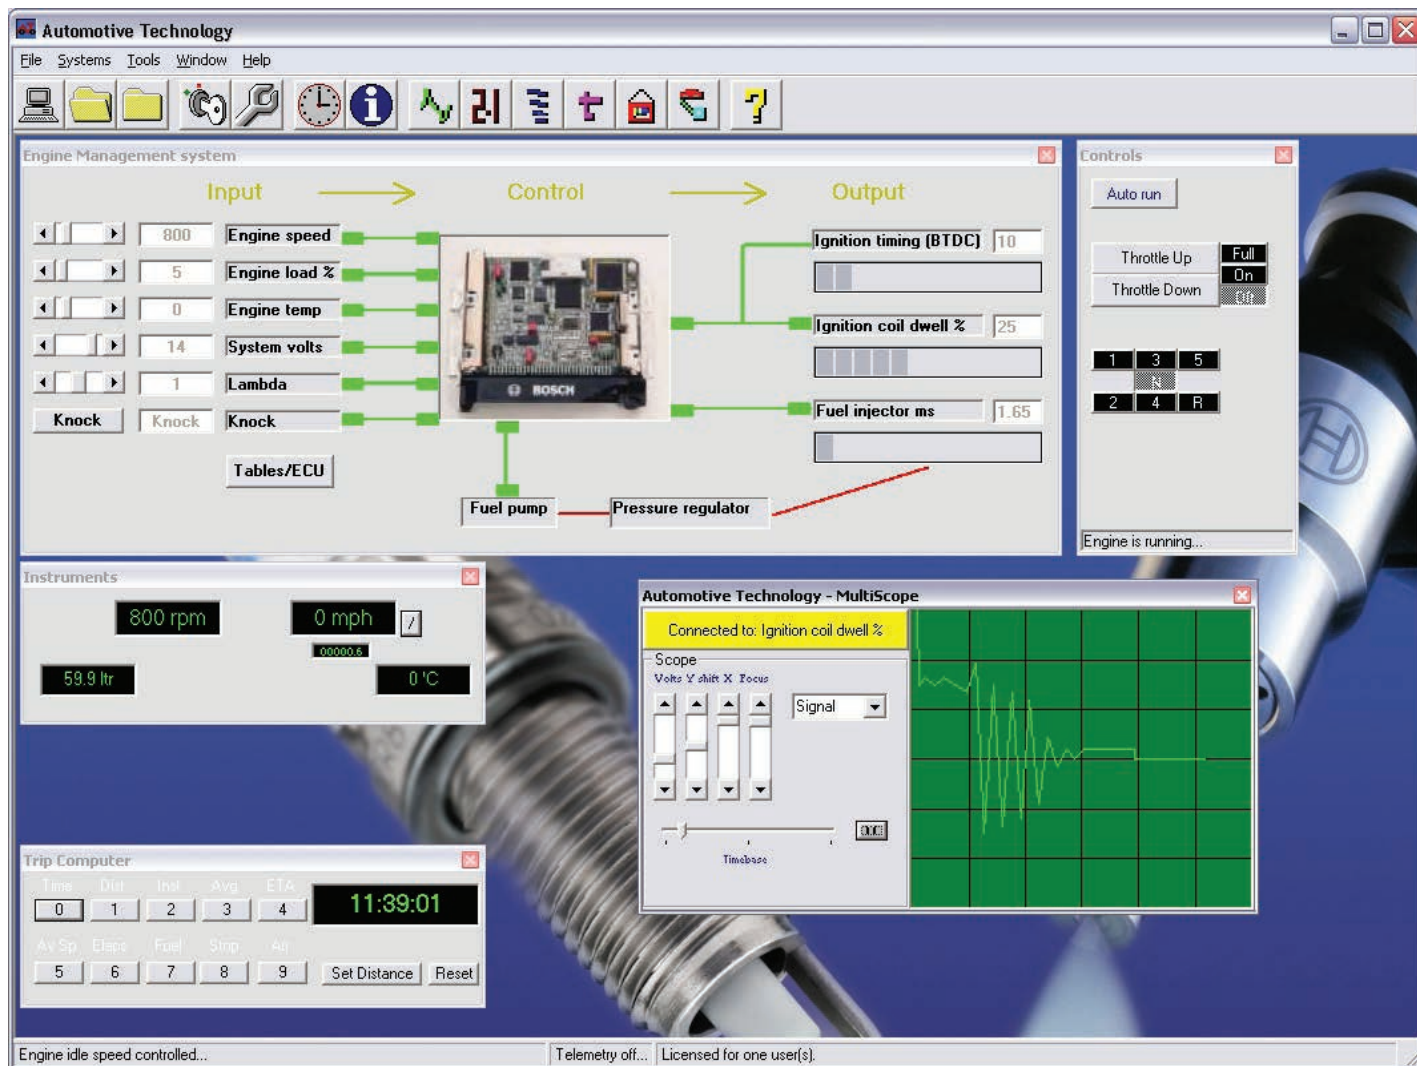 Automotive Technology
File Systems Tools Window Help
Engine Management system
Input Control Output
800 Engine speed
5 Engine load %
0 Engine temp
14 System volts
1 Lambda
Knock Knock Knock
Tables/ECU
BOSCH
Ignition timing (BTDC) 10
Ignition coil dwell % 25
Fuel injector ms 1.65
Fuel pump Pressure regulator
Controls
Auto run
Throttle Up Full
On
Throttle Down Off
1 3 5
N
2 4 R
Engine is running...
Instruments
800 rpm 0 mph /
00000.6
59.9 ltr 0 'C
Automotive Technology - MultiScope
Connected to: Ignition coil dwell %
Scope
Volts Y shift X Focus
Signal
Timebase
Trip Computer
Time Dist Inst Avg ETA
0 1 2 3 4 11:39:01
Av Sp Elaps Fuel Stop Air
5 6 7 8 9 Set Distance Reset
Engine idle speed controlled... Telemetry off... Licensed for one user(s).